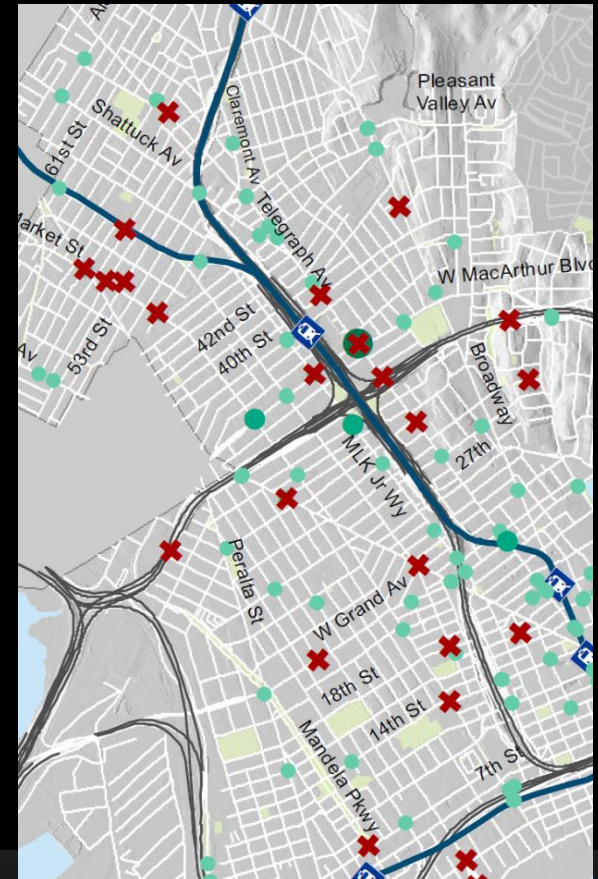 Pleasant
Valley Av
Claremont Av
Shattuck Av
61st St
Telegraph Av
Market St
W MacArthur Blvd
42nd St
40th St
53rd St
Av
Broadway
27th
MLK Jr Wy
Peralta St
W Grand Av
18th St
14th St
Mandela Pkwy
7th St